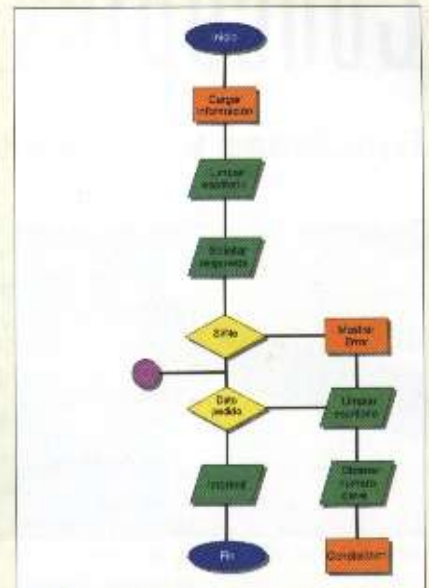 Inicio
Cargar
información
Limpiar
escritorio
Solicitar
respuesta
Si/No
Mostrar
Error
Dato
pedido
Limpiar
escritorio
Obtener
número
clave
Fin